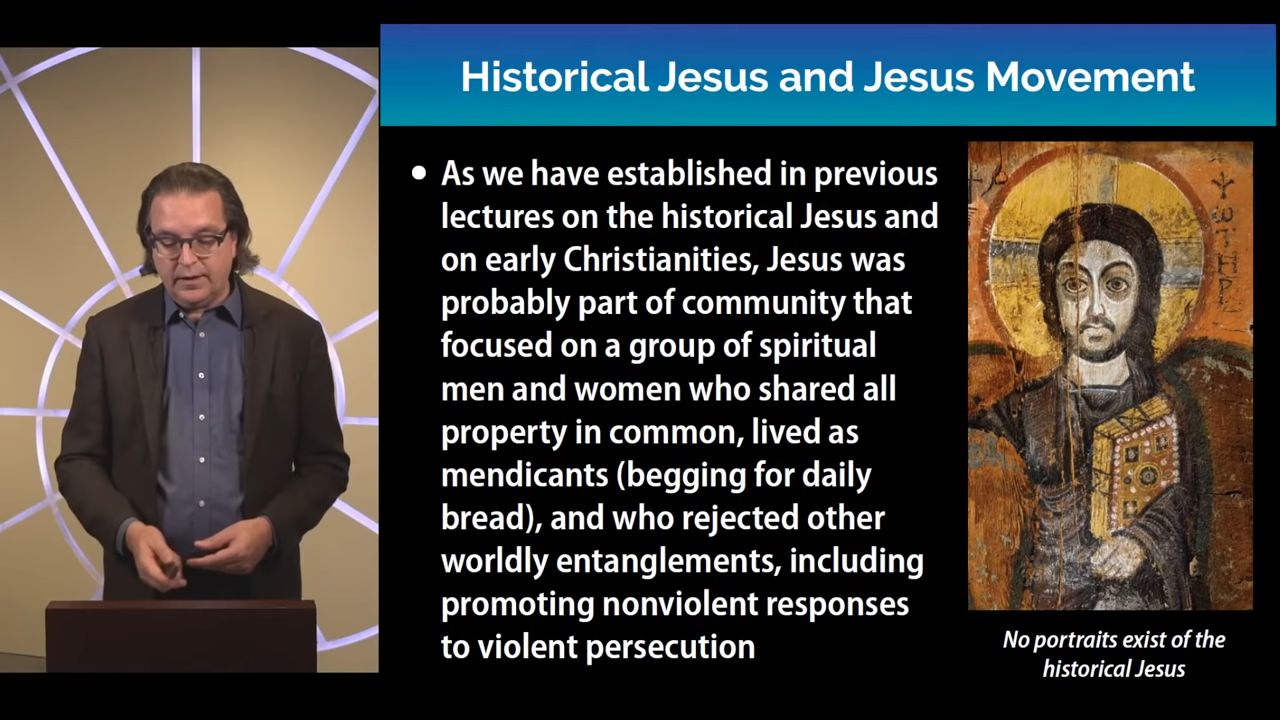 Historical Jesus and Jesus Movement
• As we have established in previous
lectures on the historical Jesus and
on early Christianities, Jesus was
probably part of community that
focused on a group of spiritual
men and women who shared all
property in common, lived as
mendicants (begging for daily
bread), and who rejected other
worldly entanglements, including
promoting nonviolent responses
to violent persecution
No portraits exist of the
historical Jesus